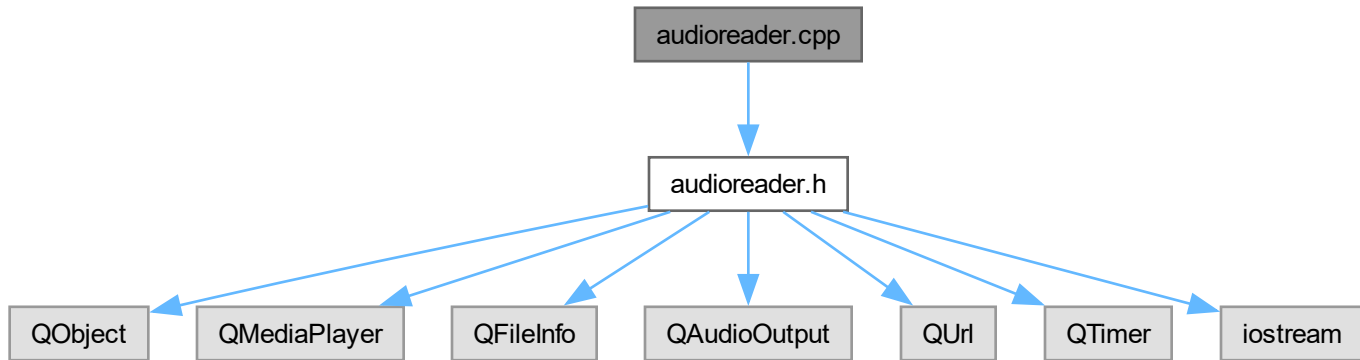 audioreader.cpp
audioreader.h
QObject
QMediaPlayer
QFileInfo
QAudioOutput
QUrl
QTimer
iostream